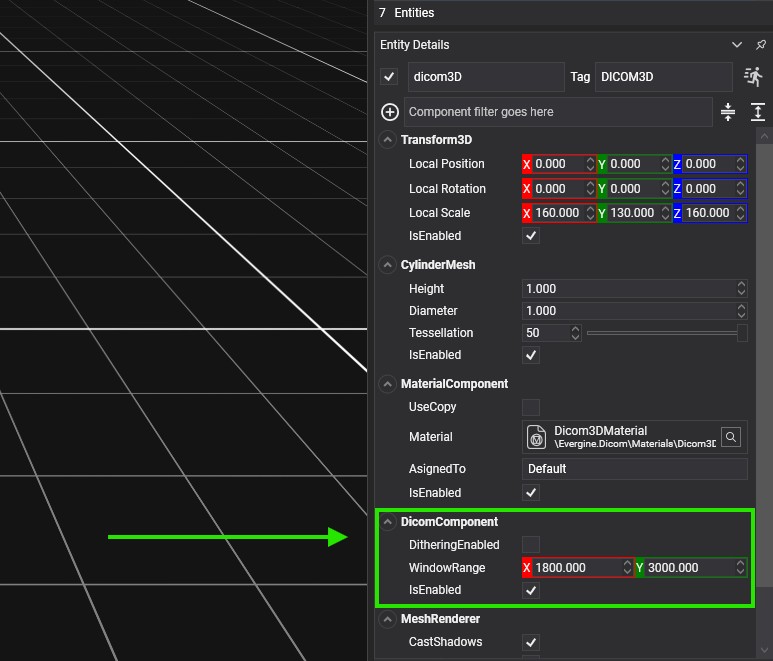 7 Entities
Entity Details
dicom3D Tag DICOM3D
Component filter goes here
Transform3D
Local Position X 0.000 Y 0.000 Z 0.000
Local Rotation X 0.000 Y 0.000 Z 0.000
Local Scale X 160.000 Y 130.000 Z 160.000
IsEnabled
CylinderMesh
Height 1.000
Diameter 1.000
Tessellation 50
IsEnabled
MaterialComponent
UseCopy
Material Dicom3DMaterial
\Evergine.Dicom\Materials\Dicom3D
AsignedTo Default
IsEnabled
DicomComponent
DitheringEnabled
WindowRange X 1800.000 Y 3000.000
IsEnabled
MeshRenderer
CastShadows